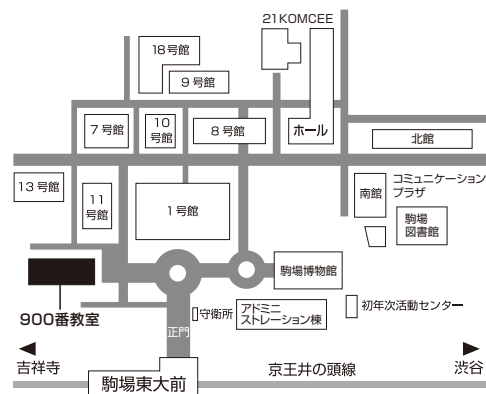 21KOMCEE
18号館
9号館
7号館
10
号館
8号館
ホール
北館
13号館
11
号館
1号館
南館
コミュニケーション
プラザ
駒場
図書館
駒場博物館
900番教室
守衛所
アドミニ
ストレーション棟
初年次活動センター
正門
吉祥寺
京王井の頭線
渋谷
駒場東大前